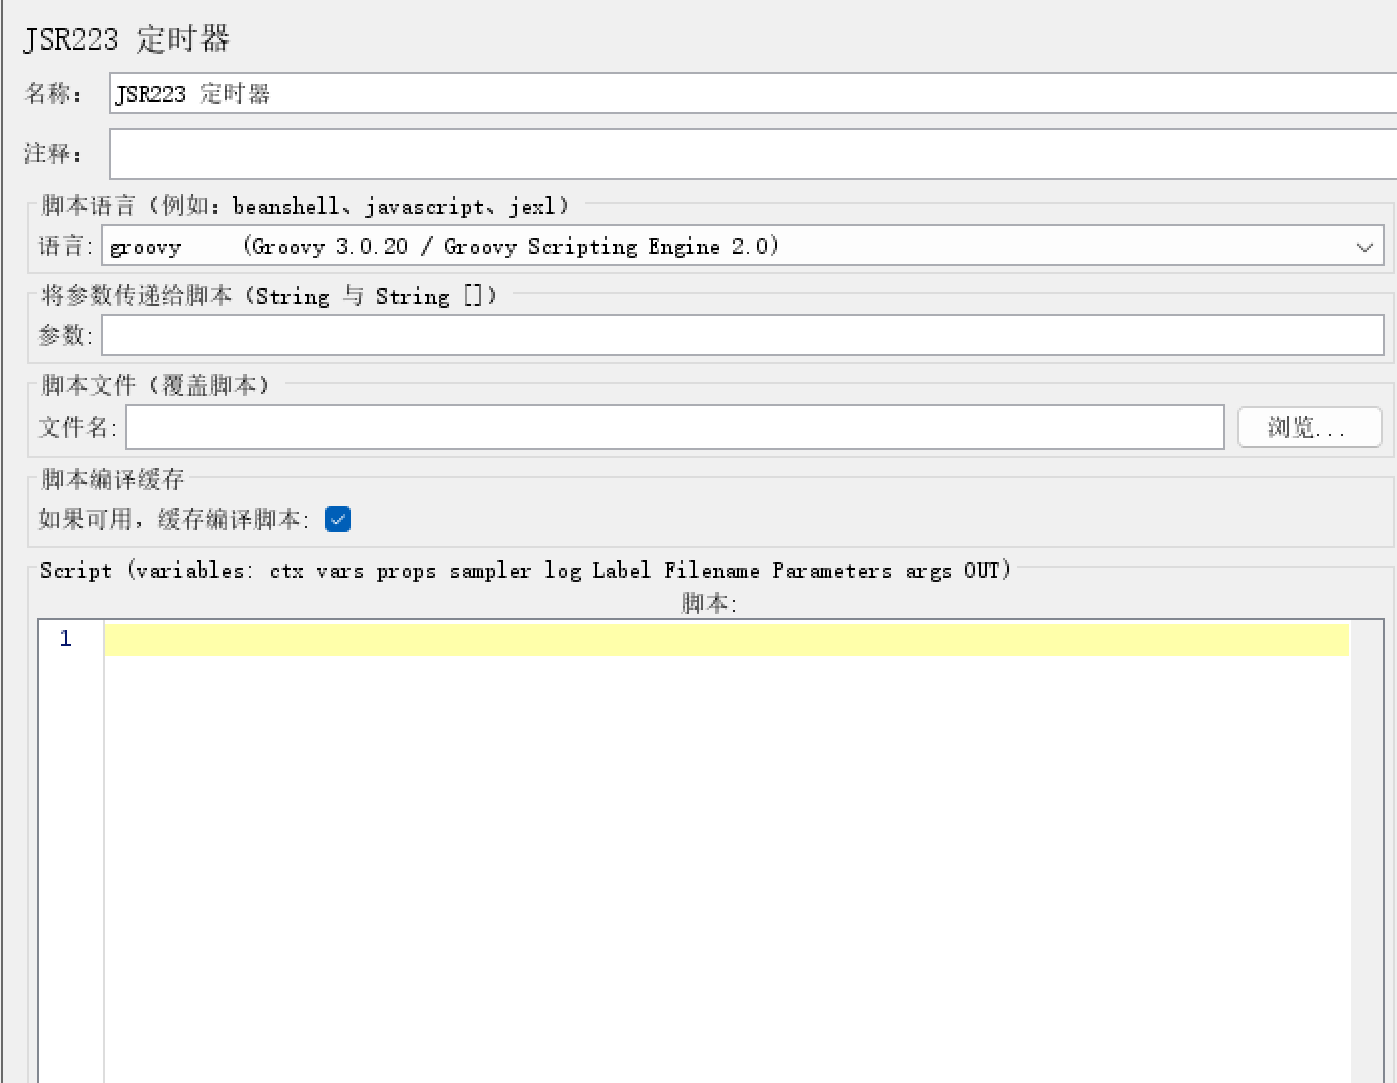 JSR223 定时器
名称： JSR223 定时器
注释：
脚本语言（例如：beanshell、javascript、jexl）
语言: groovy     (Groovy 3.0.20 / Groovy Scripting Engine 2.0)
将参数传递给脚本（String 与 String []）
参数:
脚本文件（覆盖脚本）
文件名: 浏览...
脚本编译缓存
如果可用，缓存编译脚本:
Script (variables: ctx vars props sampler log Label Filename Parameters args OUT)
脚本:
1